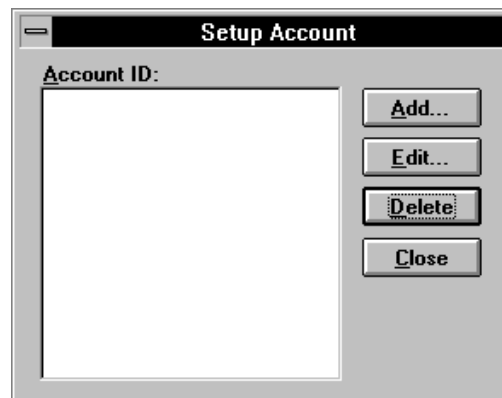 Setup Account
Account ID:
Add...
Edit...
Delete
Close